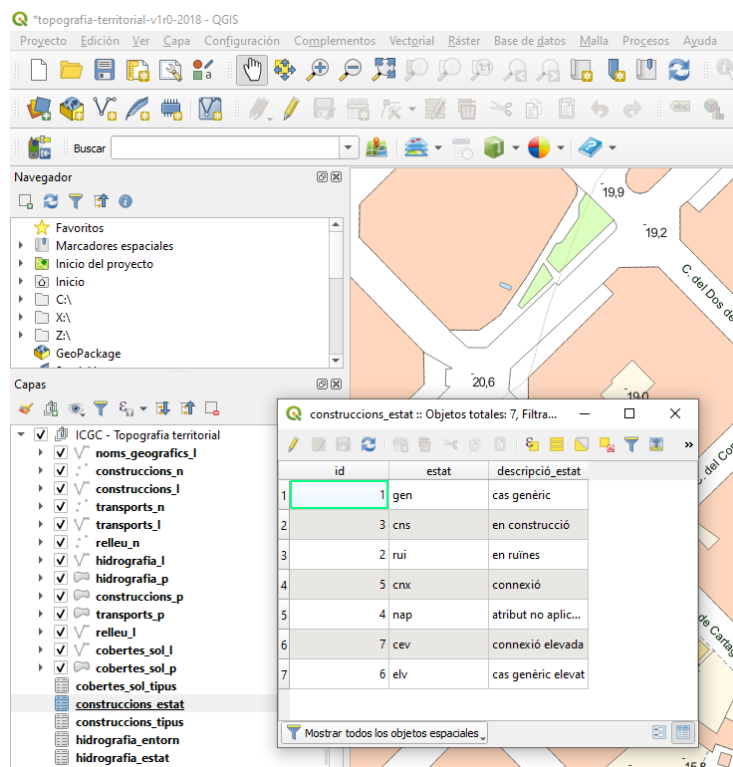 *topografia-territorial-v1r0-2018 - QGIS
Proyecto Edición Ver Capa Configuración Complementos Vectorial Ráster Base de datos Malla Procesos Ayuda
abc
Buscar
Navegador
Favoritos
Marcadores espaciales
Inicio del proyecto
Inicio
C:\
X:\
Z:\
GeoPackage
Capas
ICGC - Topografia territorial
noms_geografics_l
construccions_n
construccions_l
transports_n
transports_l
relleu_n
hidrografia_l
hidrografia_p
construccions_p
transports_p
relleu_l
cobertes_sol_l
cobertes_sol_p
cobertes_sol_tipus
construccions_estat
construccions_tipus
hidrografia_entorn
hidrografia_estat
19,9
19,2
C. del Dos de
20,6
19,0
del
de Cartag
15,8
construccions_estat :: Objetos totales: 7, Filtra...
»
id estat descripció_estat
1 1 gen cas genèric
2 3 cns en construcció
3 2 rui en ruïnes
4 5 cnx connexió
5 4 nap atribut no aplic...
6 7 cev connexió elevada
7 6 elv cas genèric elevat
Mostrar todos los objetos espaciales